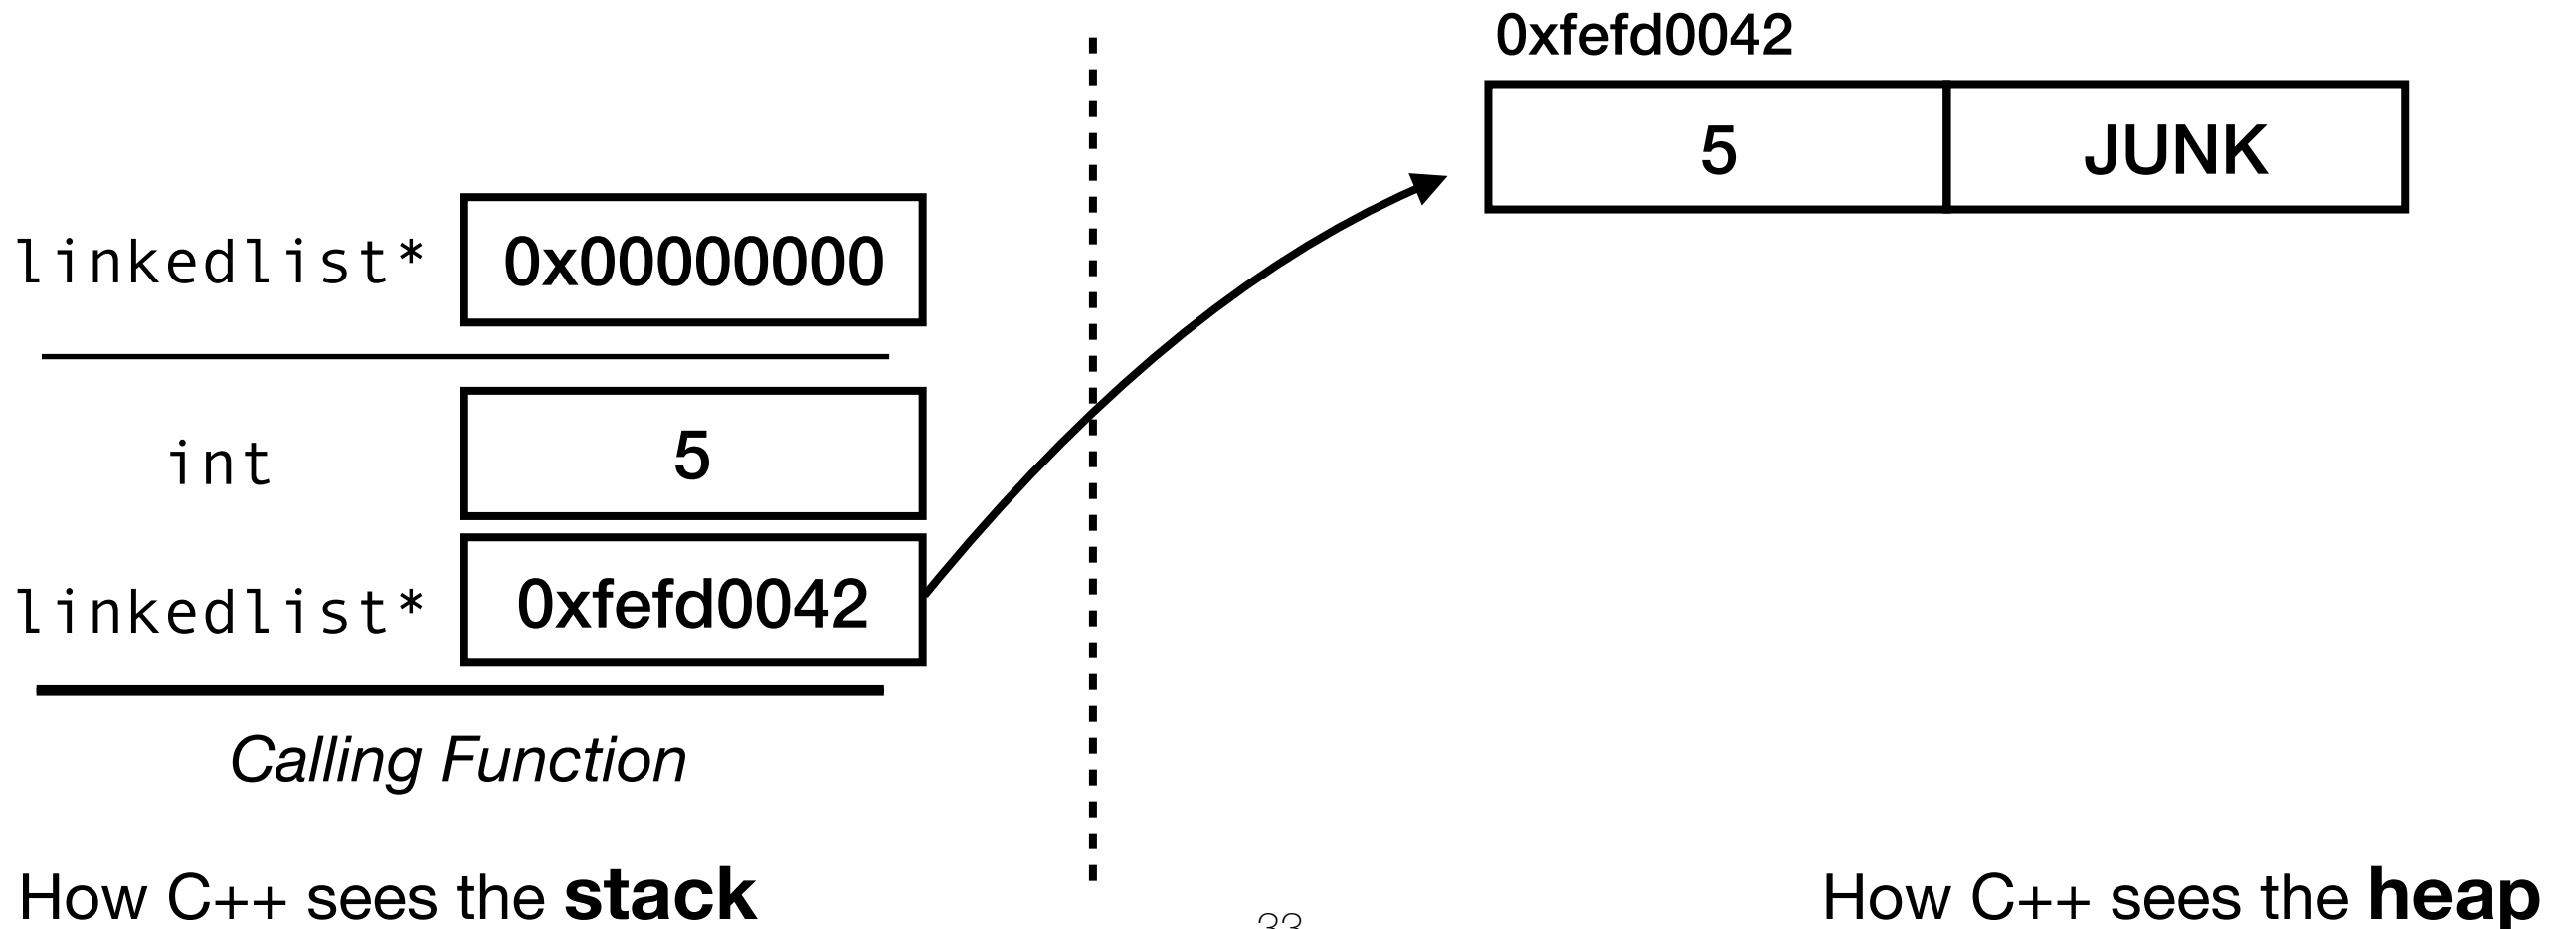 0xfefd0042
5 JUNK
linkedlist* 0x00000000
int 5
linkedlist* 0xfefd0042
Calling Function
How C++ sees the stack
How C++ sees the heap
33